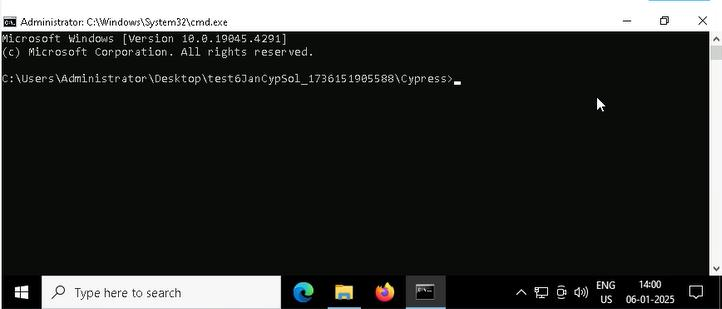 Administrator: C:\Windows\System32\cmd.exe
Microsoft Windows [Version 10.0.19045.4291]
(c) Microsoft Corporation. All rights reserved.
C:\Users\Administrator\Desktop\test6JanCypSol_1736151905588\Cypress>
Type here to search
ENG
US
14:00
06-01-2025